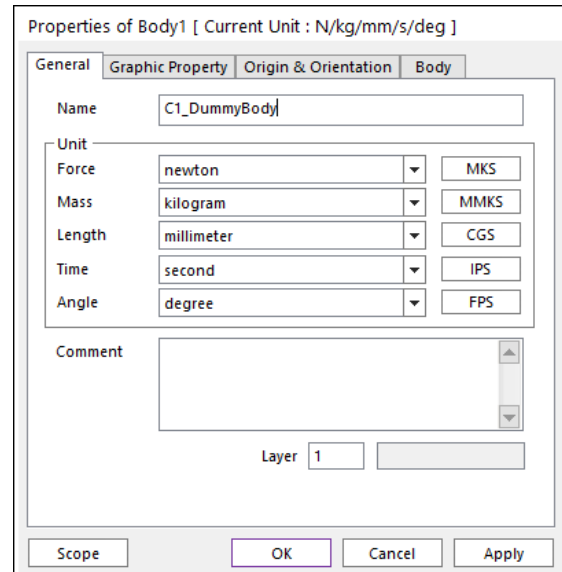 Properties of Body1 [ Current Unit : N/kg/mm/s/deg ]
General Graphic Property Origin & Orientation Body
Name C1_DummyBody
Unit
Force newton MKS
Mass kilogram MMKS
Length millimeter CGS
Time second IPS
Angle degree FPS
Comment
Layer 1
Scope OK Cancel Apply